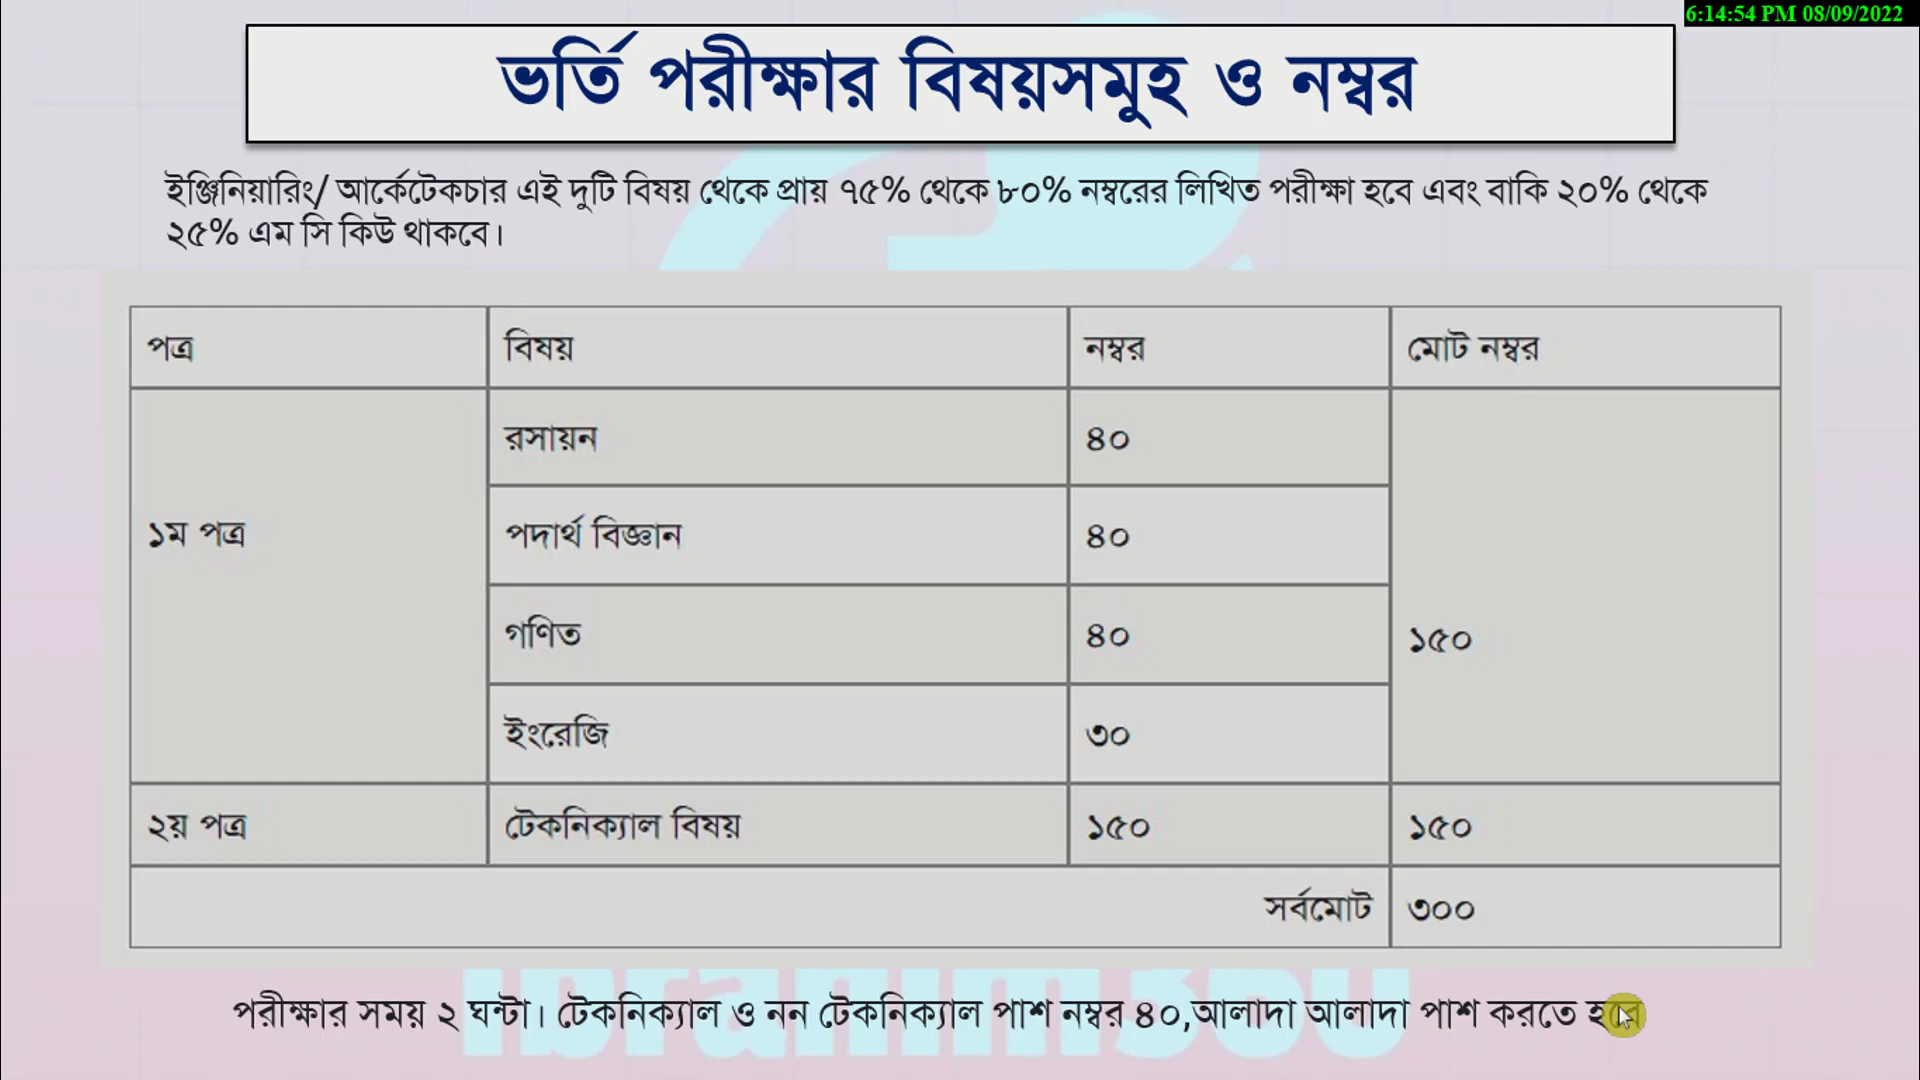 6:14:54 PM 08/09/2022
ভর্তি পরীক্ষার বিষয়সমুহ ও নম্বর
ইঞ্জিনিয়ারিং/ আর্কেটেকচার এই দুটি বিষয় থেকে প্রায় ৭৫% থেকে ৮০% নম্বরের লিখিত পরীক্ষা হবে এবং বাকি ২০% থেকে
২৫% এম সি কিউ থাকবে।
পত্র বিষয় নম্বর মোট নম্বর
রসায়ন ৪০
১ম পত্র পদার্থ বিজ্ঞান ৪০
গণিত ৪০ ১৫০
ইংরেজি ৩০
২য় পত্র টেকনিক্যাল বিষয় ১৫০ ১৫০
সর্বমোট ৩০০
পরীক্ষার সময় ২ ঘন্টা। টেকনিক্যাল ও নন টেকনিক্যাল পাশ নম্বর ৪০,আলাদা আলাদা পাশ করতে হবে